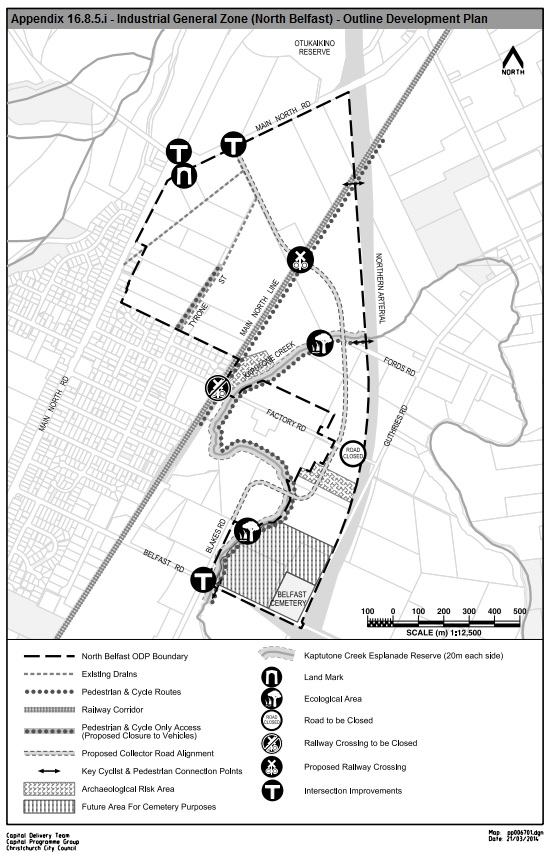 Appendix 16.8.5.i - Industrial General Zone (North Belfast) - Outline Development Plan
OTUKAIKINO
RESERVE
NORTH
MAIN NORTH RD
TYRONE ST
MAIN NORTH LINE
NORTHERN ARTERIAL
KAPUTONE CREEK
FORDS RD
MAIN NORTH RD
FACTORY RD
GUTHRIES RD
ROAD
CLOSED
BLAKES RD
BELFAST RD
BELFAST
CEMETERY
100 0 100 200 300 400 500
SCALE (m) 1:12,500
North Belfast ODP Boundary
Existing Drains
Pedestrian & Cycle Routes
Railway Corridor
Pedestrian & Cycle Only Access
(Proposed Closure to Vehicles)
Proposed Collector Road Alignment
Key Cyclist & Pedestrian Connection Points
Archaeological Risk Area
Future Area For Cemetery Purposes
Kaptutone Creek Esplanade Reserve (20m each side)
Land Mark
Ecological Area
ROAD
CLOSED
Road to be Closed
Railway Crossing to be Closed
Proposed Railway Crossing
Intersection Improvements
Capital Delivery Team
Capital Programme Group
Christchurch City Council
Map: pp006701.dgn
Date: 21/03/2014